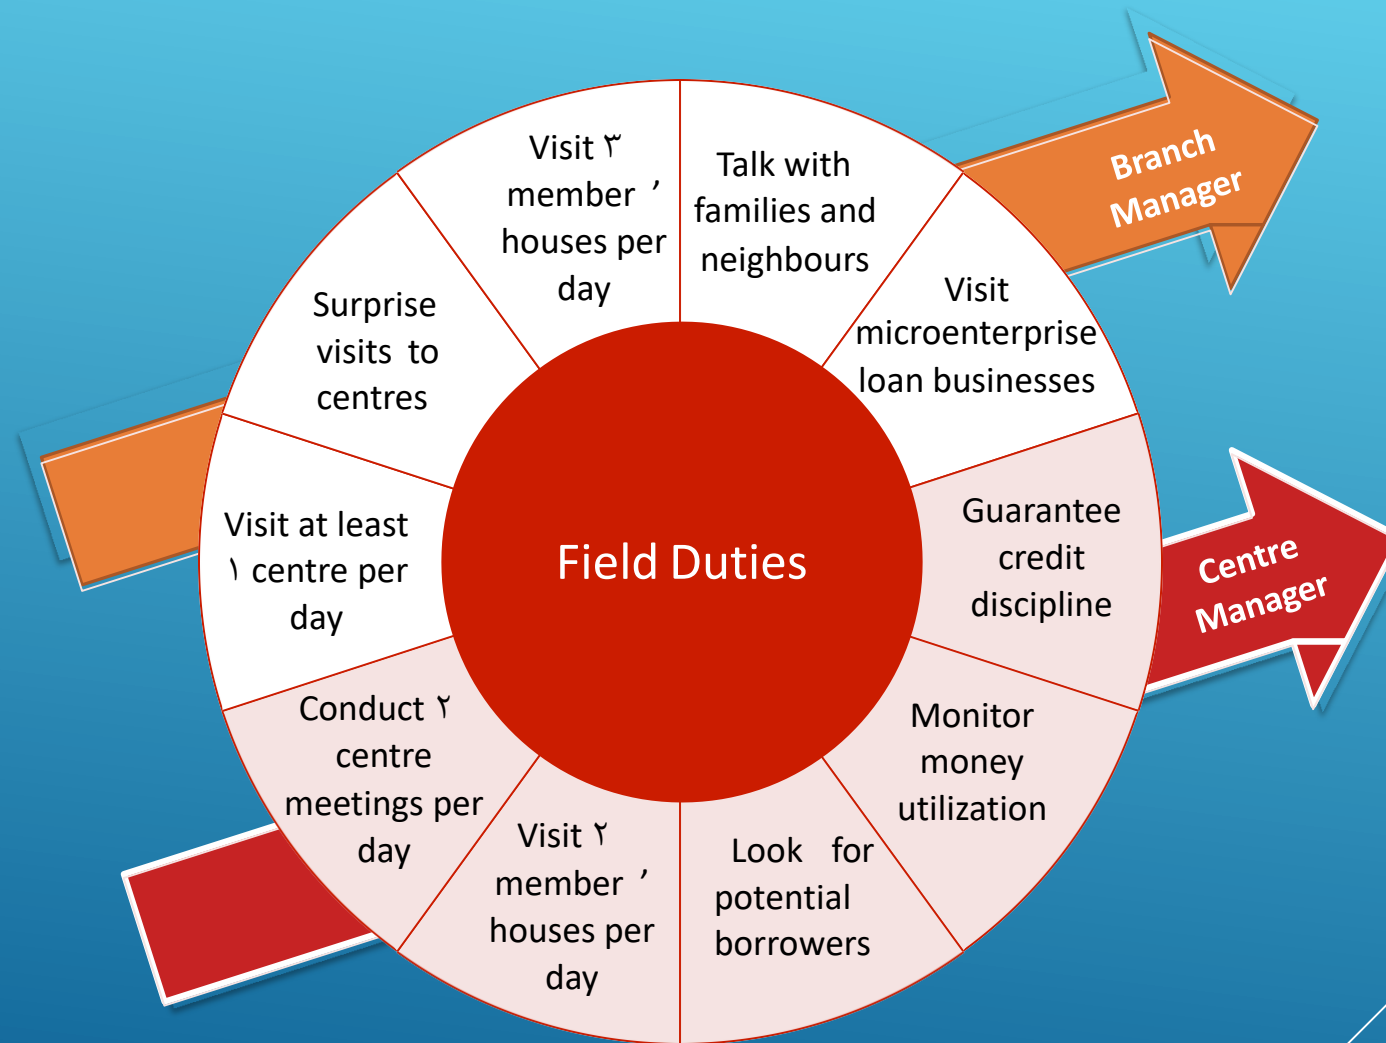 Visit ٣
member ’
houses per
day
Talk with
families and
neighbours
Visit
microenterprise
loan businesses
Guarantee
credit
discipline
Monitor
money
utilization
Look for
potential
borrowers
Visit ٢
member ’
houses per
day
Conduct ٢
centre
meetings per
day
Visit at least
١ centre per
day
Surprise
visits to
centres
Field Duties
Branch
Manager
Centre
Manager